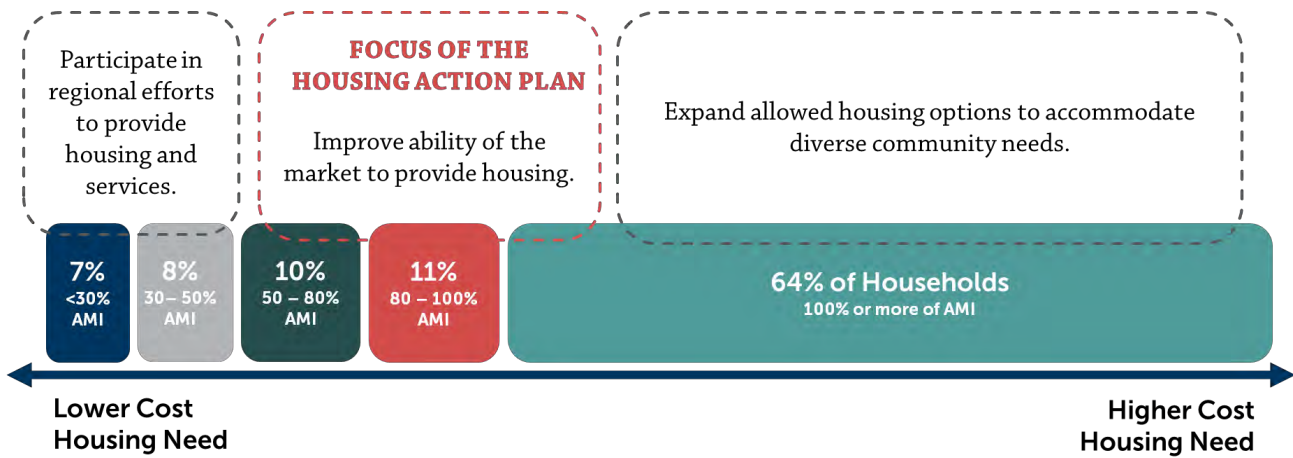 Participate in
regional efforts
to provide
housing and
services.
FOCUS OF THE
HOUSING ACTION PLAN
Improve ability of the
market to provide housing.
Expand allowed housing options to accommodate
diverse community needs.
7%
<30%
AMI
8%
30– 50%
AMI
10%
50 – 80%
AMI
11%
80 – 100%
AMI
64% of Households
100% or more of AMI
Lower Cost
Housing Need
Higher Cost
Housing Need